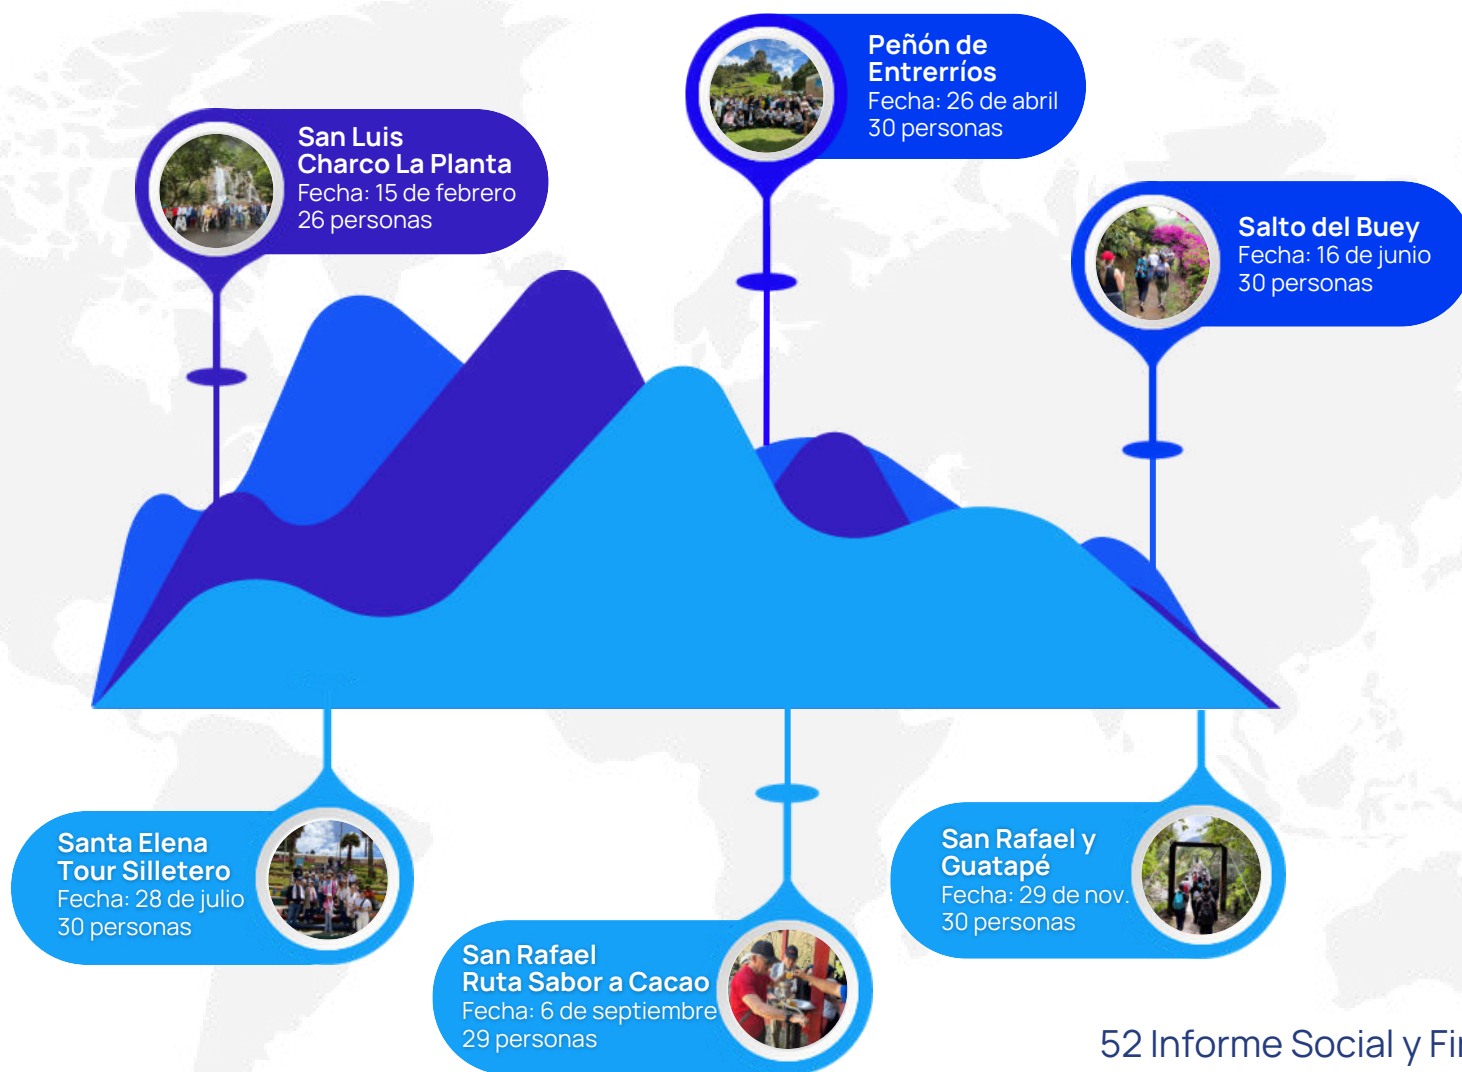 Peñón de
Entrerríos
Fecha: 26 de abril
30 personas
San Luis
Charco La Planta
Fecha: 15 de febrero
26 personas
Salto del Buey
Fecha: 16 de junio
30 personas
Santa Elena
Tour Silletero
Fecha: 28 de julio
30 personas
San Rafael y
Guatapé
Fecha: 29 de nov.
30 personas
San Rafael
Ruta Sabor a Cacao
Fecha: 6 de septiembre
29 personas
52 Informe Social y